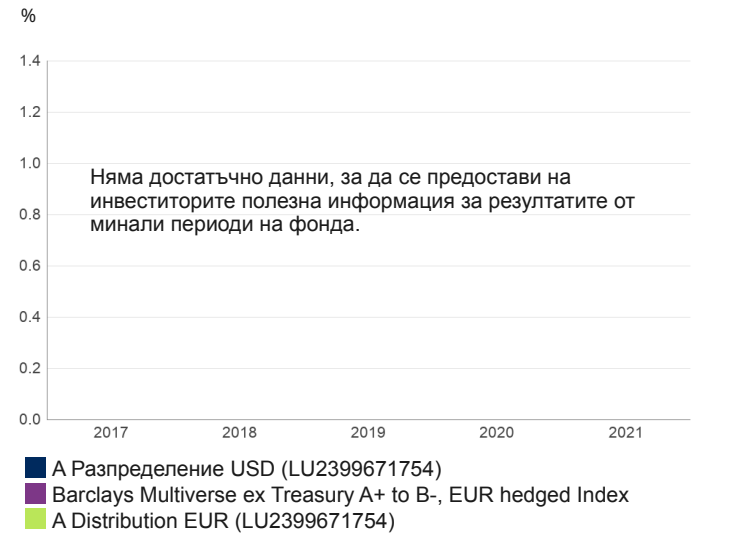 %
1.4
1.2
1.0
Няма достатъчно данни, за да се предостави на
инвеститорите полезна информация за резултатите от
0.8
минали периоди на фонда.
0.6
0.4
0.2
0.0
2017 2018 2019 2020 2021
A Разпределение USD (LU2399671754)
Barclays Multiverse ex Treasury A+ to B-, EUR hedged Index
A Distribution EUR (LU2399671754)